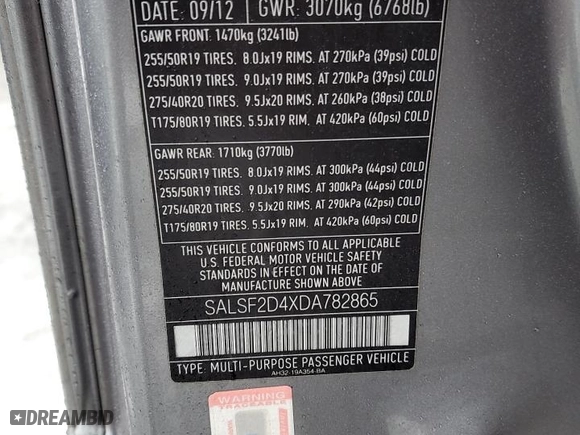 DATE: 09/12 GWR: 3070kg (6768lb)
GAWR FRONT: 1470kg (3241lb)
255/50R19 TIRES. 8.0Jx19 RIMS. AT 270kPa (39psi) COLD
255/50R19 TIRES. 9.0Jx19 RIMS. AT 270kPa (39psi) COLD
275/40R20 TIRES. 9.5Jx20 RIMS. AT 260kPa (38psi) COLD
T175/80R19 TIRES. 5.5Jx19 RIM. AT 420kPa (60psi) COLD
GAWR REAR: 1710kg (3770lb)
255/50R19 TIRES. 8.0Jx19 RIMS. AT 300kPa (44psi) COLD
255/50R19 TIRES. 9.0Jx19 RIMS. AT 300kPa (44psi) COLD
275/40R20 TIRES. 9.5Jx20 RIMS. AT 290kPa (42psi) COLD
T175/80R19 TIRES. 5.5Jx19 RIM. AT 420kPa (60psi) COLD
THIS VEHICLE CONFORMS TO ALL APPLICABLE
U.S. FEDERAL MOTOR VEHICLE SAFETY
STANDARDS IN EFFECT ON THE DATE OF
MANUFACTURE SHOWN ABOVE.
SALSF2D4XDA782865
TYPE: MULTI-PURPOSE PASSENGER VEHICLE
AH32-19A354-BA
WARNING
TRACEABLE
DREAMBID